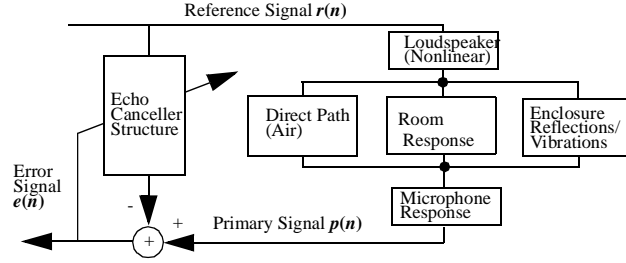 Reference Signal r(n)
Loudspeaker
(Nonlinear)
Echo
Canceller
Structure
Direct Path
(Air)
Room
Response
Enclosure
Reflections/
Vibrations
Error
Signal
e(n)
-
+
Primary Signal p(n)
Microphone
Response
+